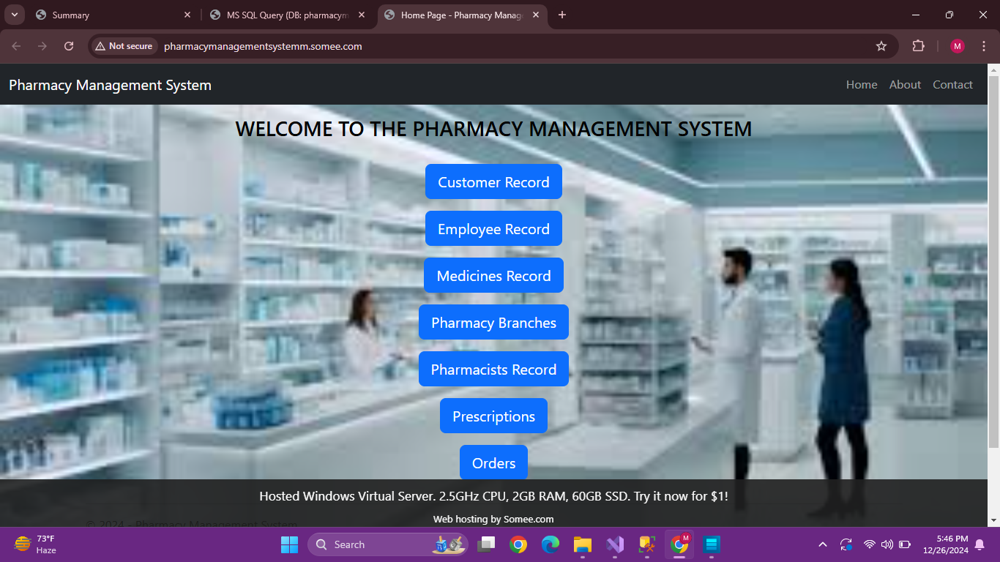 Summary
MS SQL Query (DB: pharmacym
Home Page - Pharmacy Manag
Not secure
pharmacymanagementsystemm.somee.com
M
Pharmacy Management System
Home
About
Contact
WELCOME TO THE PHARMACY MANAGEMENT SYSTEM
Customer Record
Employee Record
Medicines Record
Pharmacy Branches
Pharmacists Record
Prescriptions
Orders
Hosted Windows Virtual Server. 2.5GHz CPU, 2GB RAM, 60GB SSD. Try it now for $1!
Web hosting by Somee.com
© 2024 - Pharmacy Management System
73°F
Haze
Search
M
5:46 PM
12/26/2024